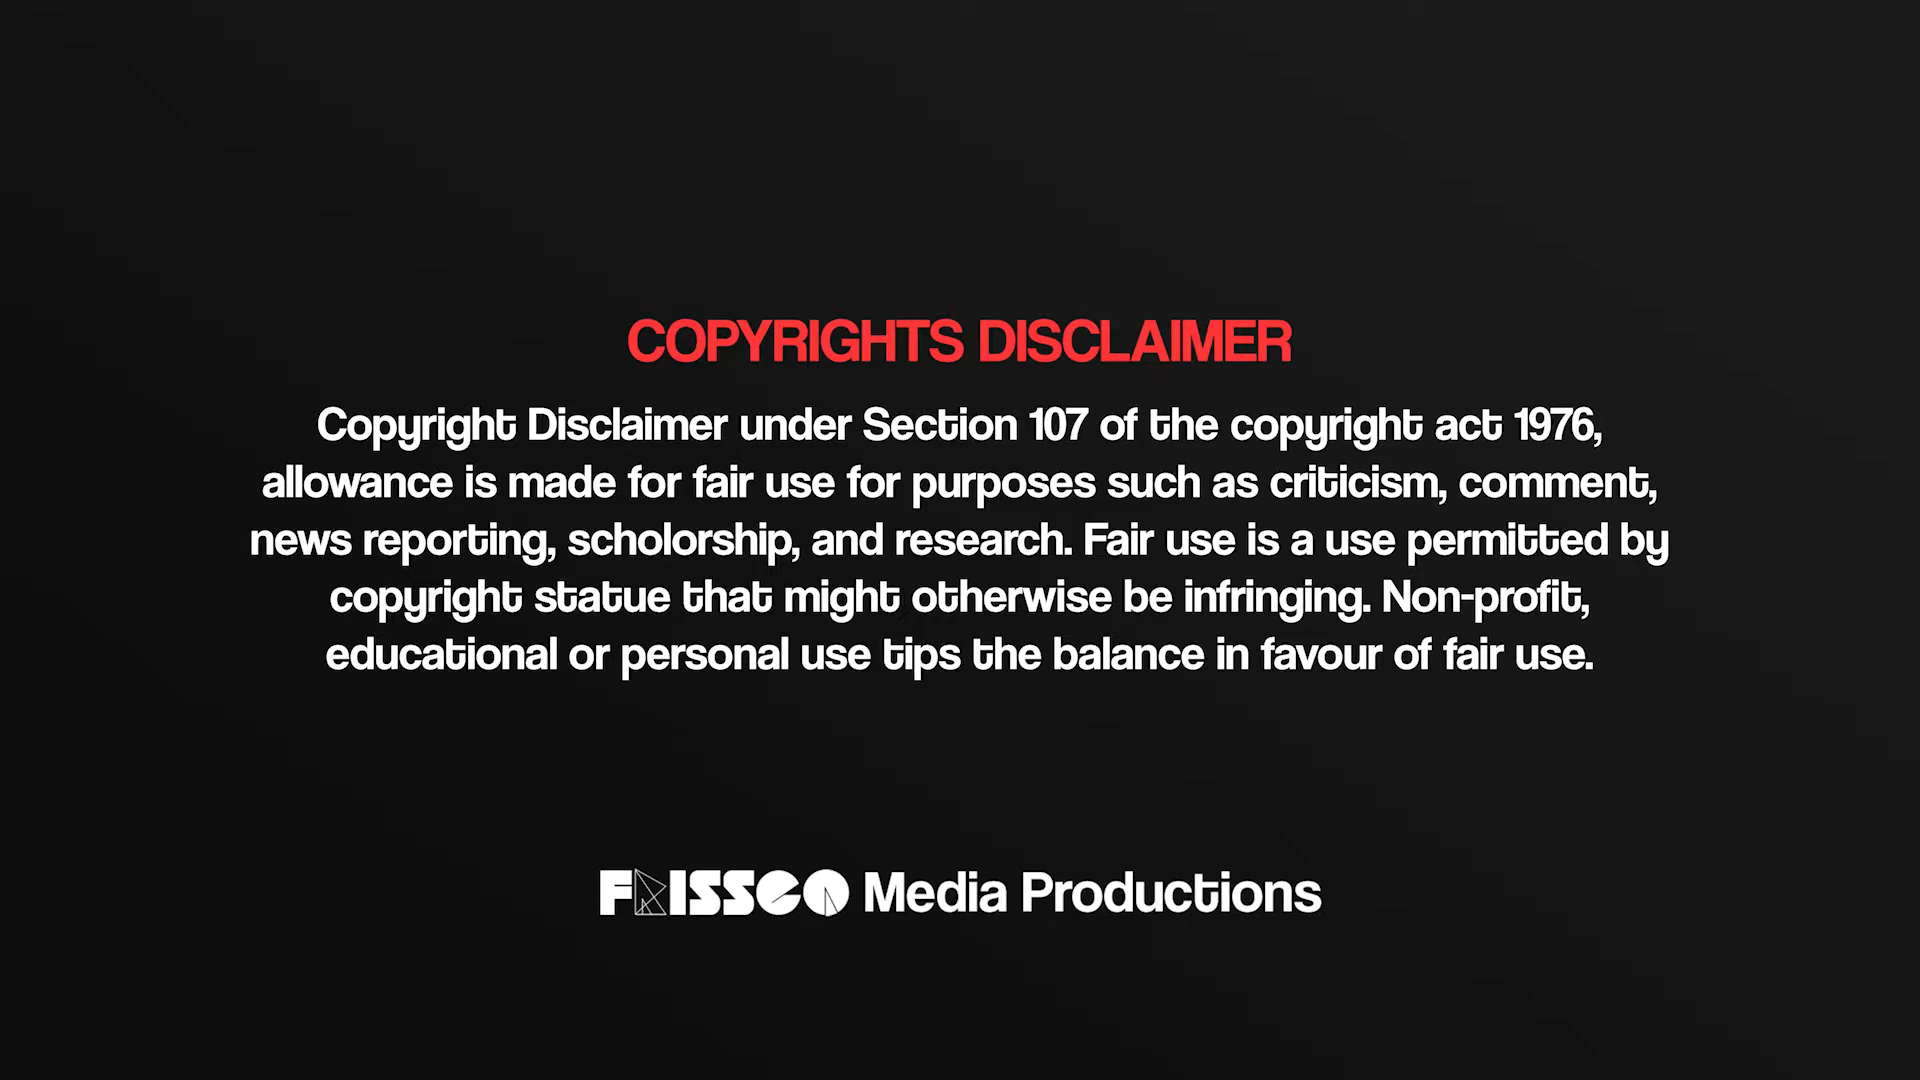 COPYRIGHTS DISCLAIMER
Copyright Disclaimer under Section 107 of the copyright act 1976,
allowance is made for fair use for purposes such as criticism, comment,
news reporting, scholorship, and research. Fair use is a use permitted by
copyright statue that might otherwise be infringing. Non-profit,
educational or personal use tips the balance in favour of fair use.
FRISSCO Media Productions